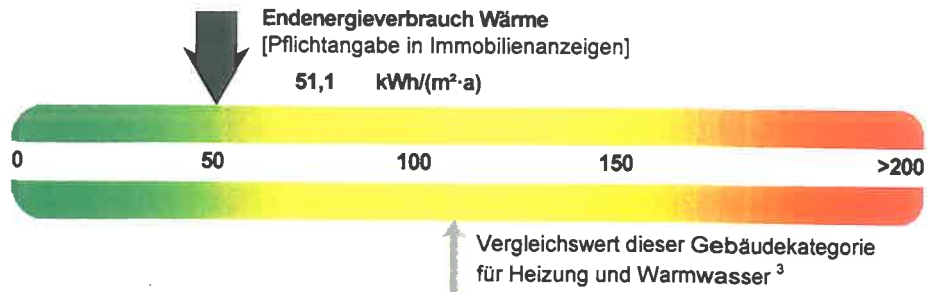 Endenergieverbrauch Wärme
[Pflichtangabe in Immobilienanzeigen]
51,1 kWh/(m²·a)
0 50 100 150 >200
Vergleichswert dieser Gebäudekategorie
für Heizung und Warmwasser ³